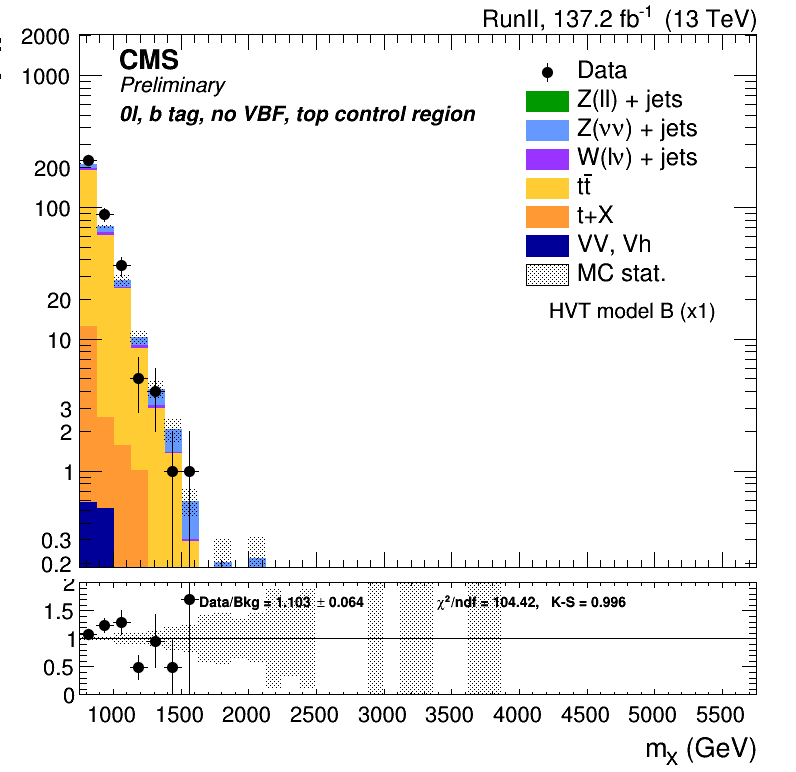 RunII, 137.2 fb⁻¹ (13 TeV)
CMS
Preliminary
0l, b tag, no VBF, top control region
Data
Z(ll) + jets
Z(νν) + jets
W(lν) + jets
tt̄
t+X
VV, Vh
MC stat.
HVT model B (x1)
2000
1000
200
100
20
10
3
2
1
0.3
0.2
Data/Bkg = 1.103 ± 0.064
χ²/ndf = 104.42, K-S = 0.996
2
1.5
1
0.5
0
1000 1500 2000 2500 3000 3500 4000 4500 5000 5500
m_X (GeV)